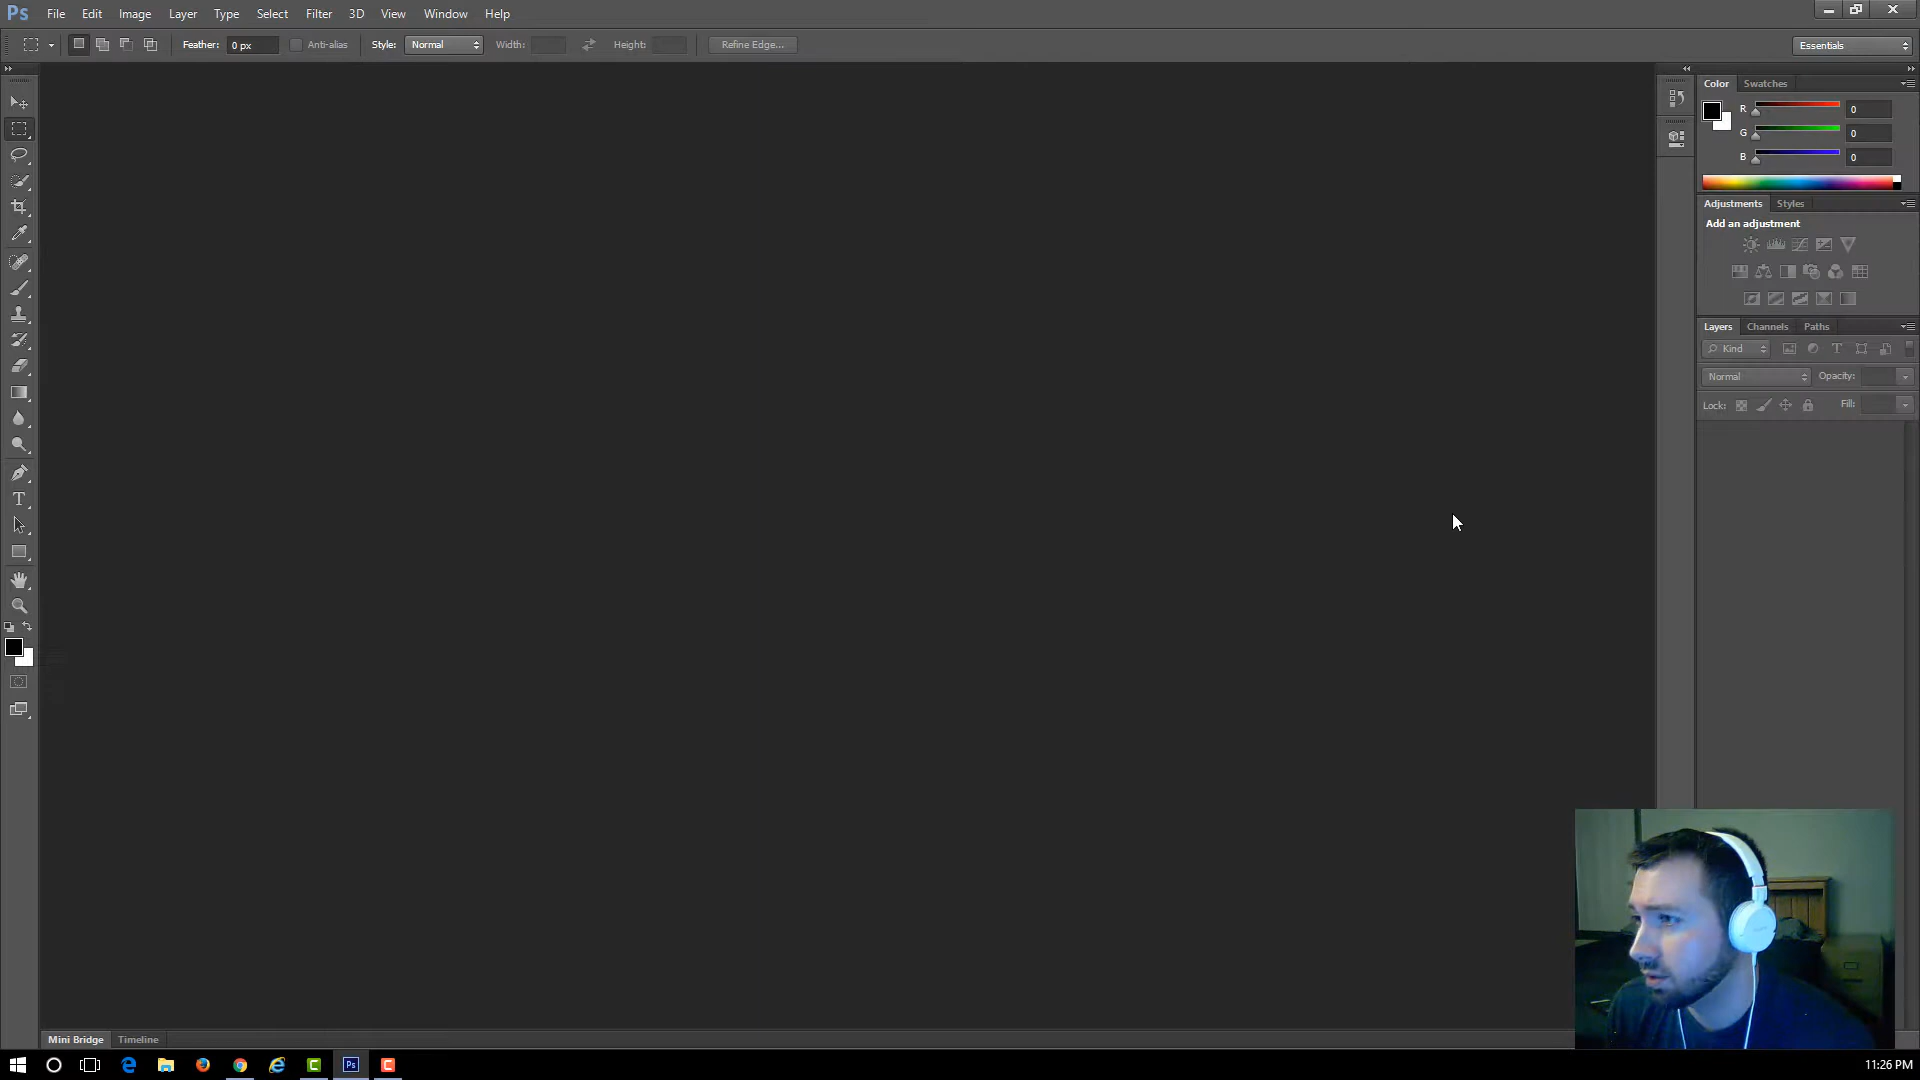 Ps File Edit Image Layer Type Select Filter 3D View Window Help
Feather: 0 px Anti-alias Style: Normal Width: Height: Refine Edge... Essentials
Color Swatches
R 0
G 0
B 0
Adjustments Styles
Add an adjustment
Layers Channels Paths
Kind T
Normal Opacity:
Lock: Fill:
T
Mini Bridge Timeline
Ps 11:26 PM